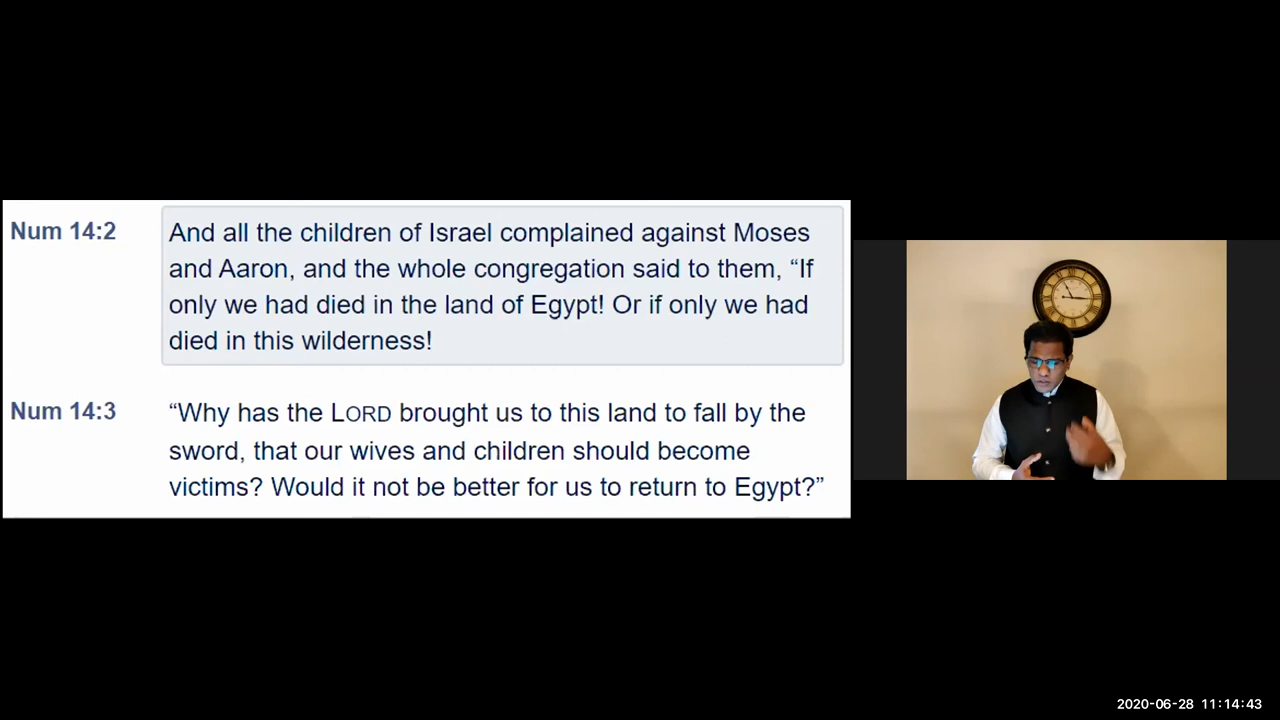 Num 14:2
And all the children of Israel complained against Moses
and Aaron, and the whole congregation said to them, “If
only we had died in the land of Egypt! Or if only we had
died in this wilderness!
Num 14:3
“Why has the LORD brought us to this land to fall by the
sword, that our wives and children should become
victims? Would it not be better for us to return to Egypt?”
2020-06-28 11:14:43